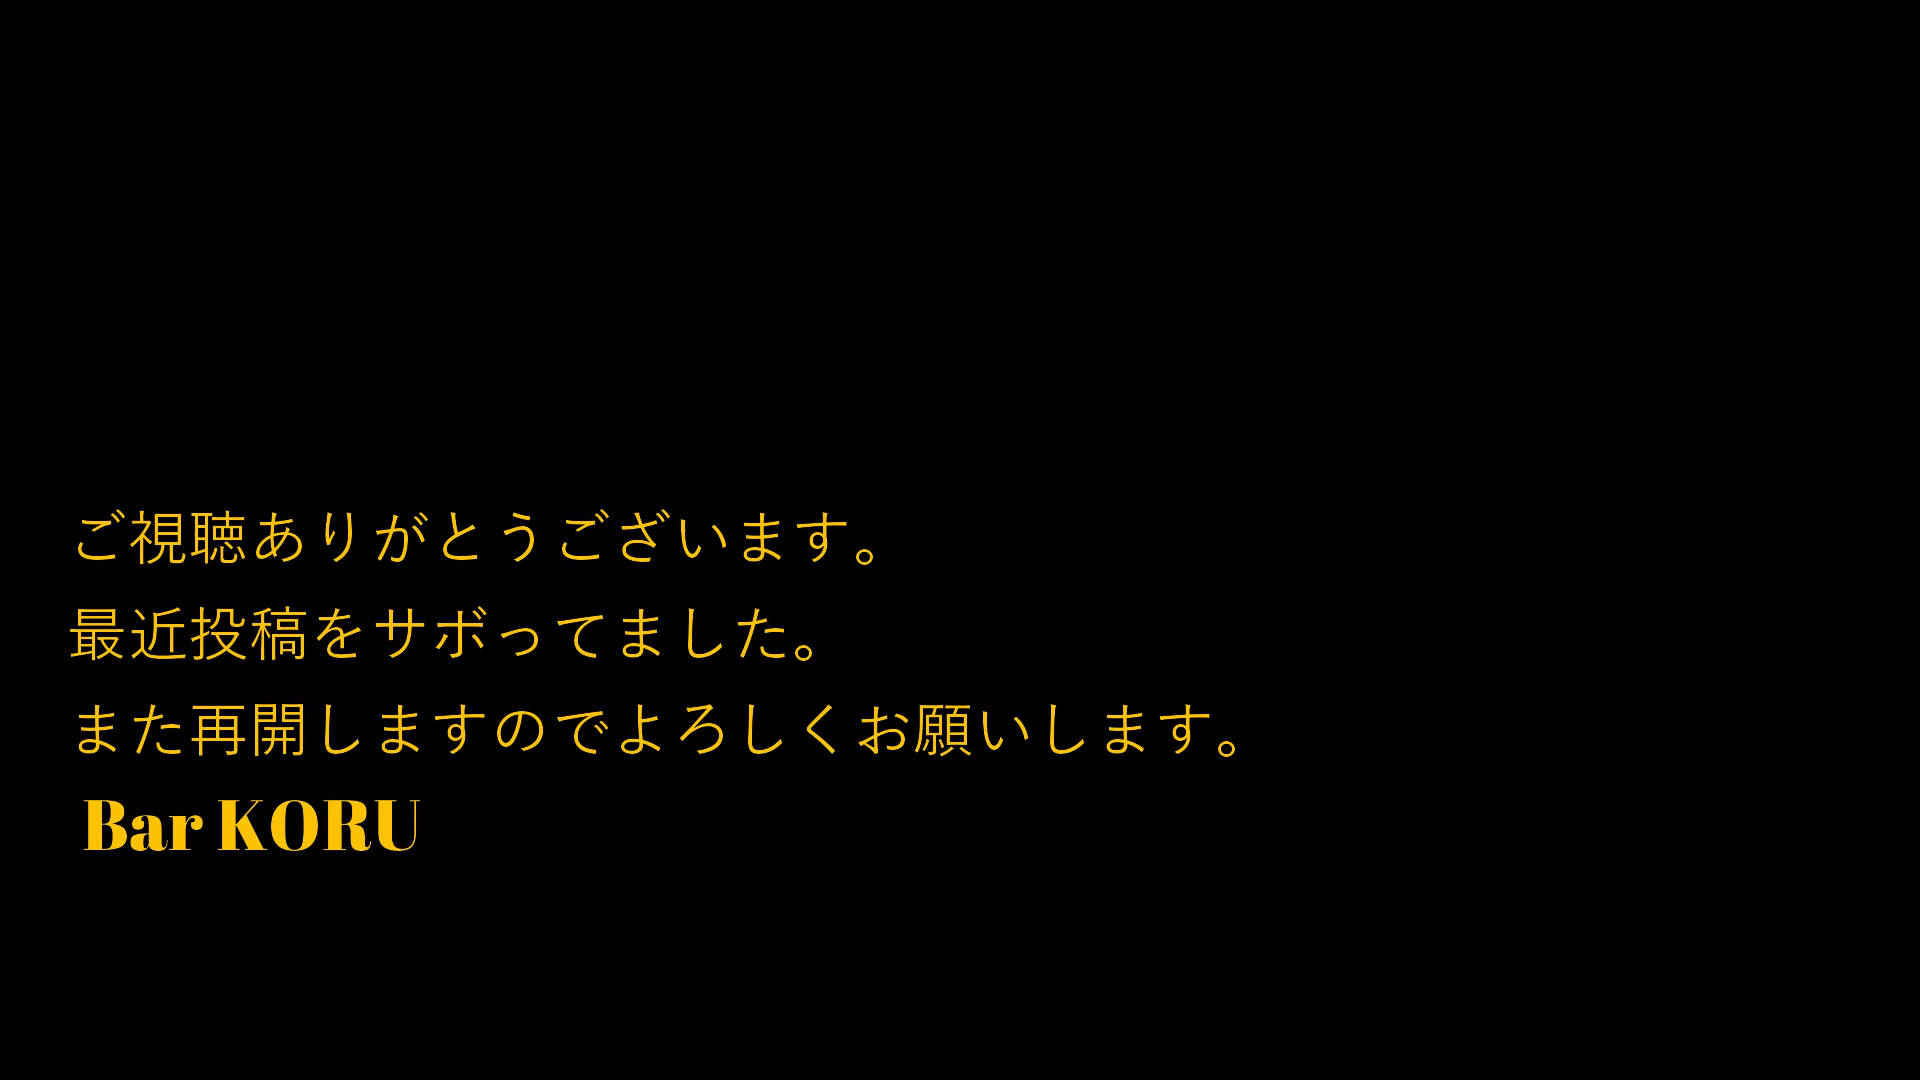 ご視聴ありがとうございます。
最近投稿をサボってました。
また再開しますのでよろしくお願いします。
Bar KORU